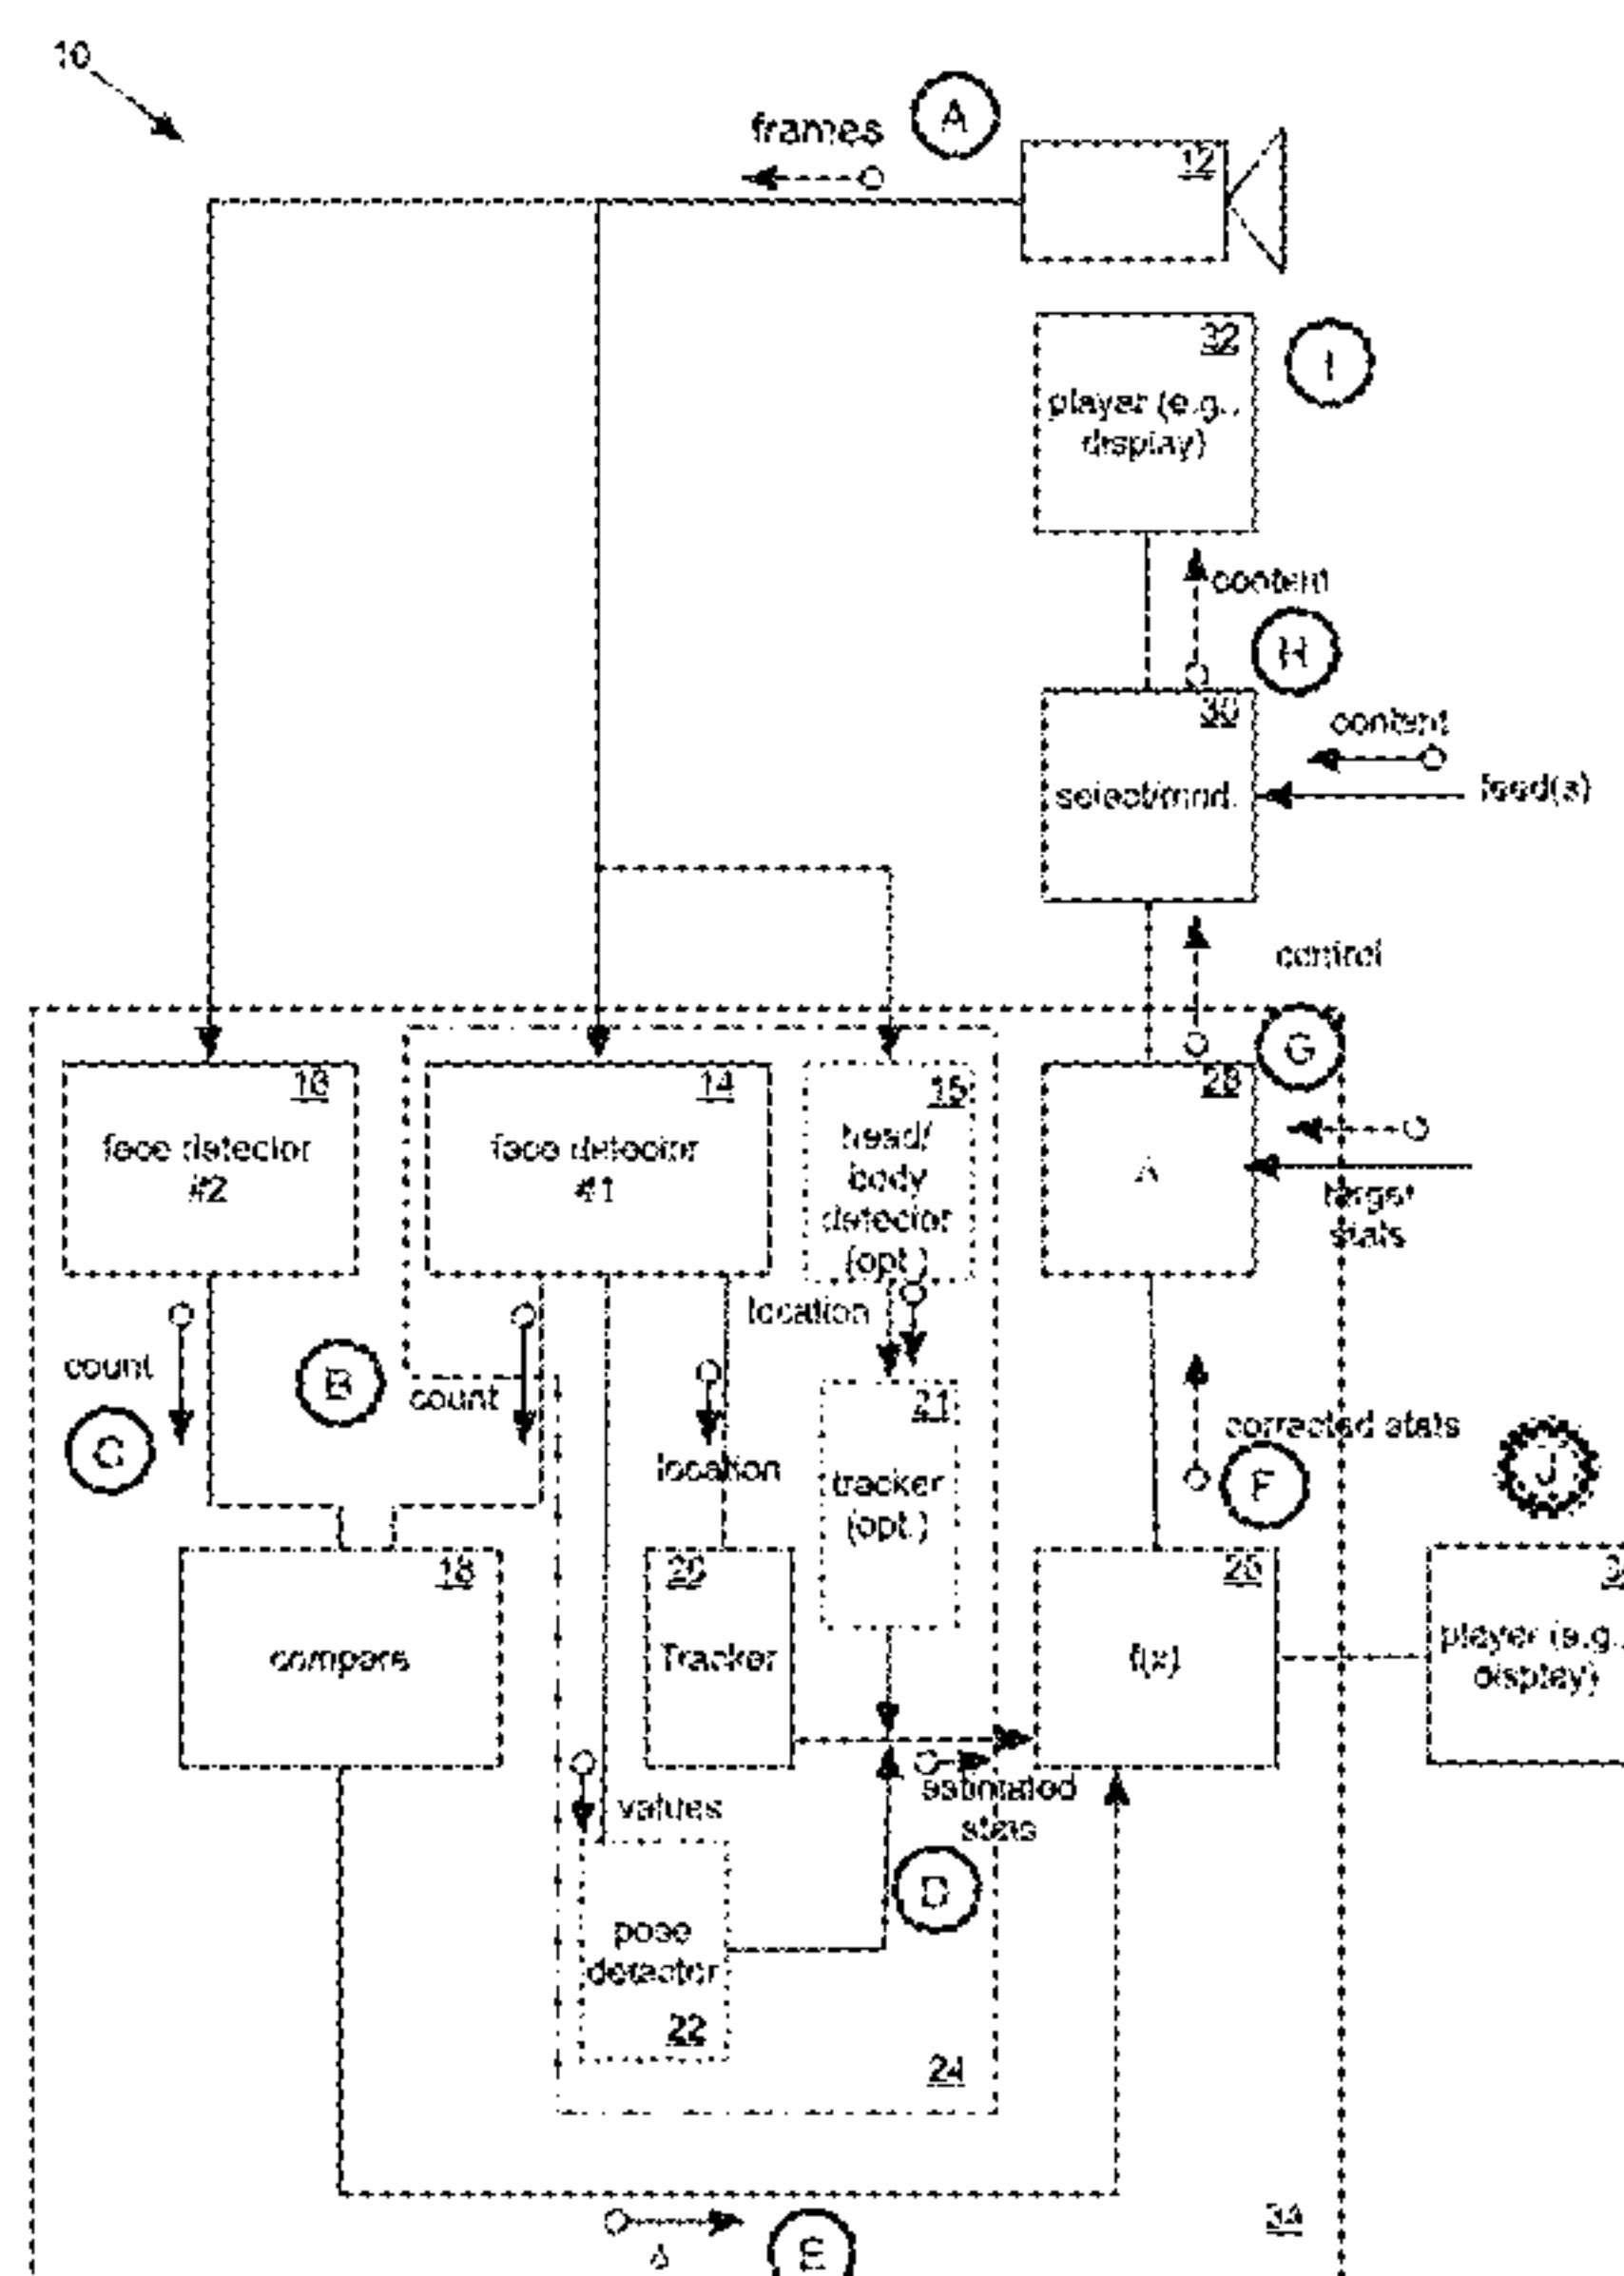 10
frames
A
12
32
player (e.g.,
display)
I
content
H
30
content
select/mod.
feed(s)
control
G
16
face detector
#2
14
face detector
#1
15
head/
body
detector
(opt.)
28
Δ
target
stats
location
count
B
count
C
location
21
tracker
(opt.)
corrected stats
F
J
18
compare
20
Tracker
26
f(x)
player (e.g.,
display)
values
estimated
stats
D
pose
detector
22
24
Δ
E
34